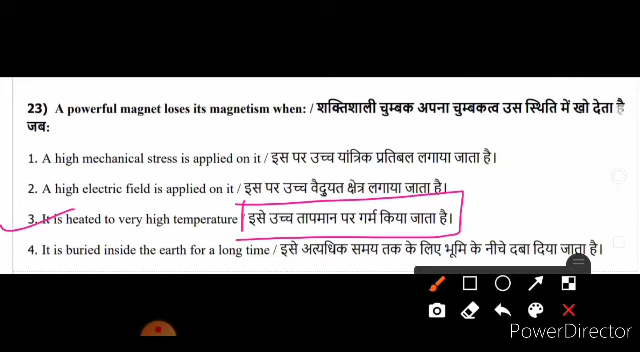 23) A powerful magnet loses its magnetism when: / शक्तिशाली चुम्बक अपना चुम्बकत्व उस स्थिति में खो देता है
जब:
1. A high mechanical stress is applied on it / इस पर उच्च यांत्रिक प्रतिबल लगाया जाता है।
2. A high electric field is applied on it / इस पर उच्च वैदुयत क्षेत्र लगाया जाता है।
3. It is heated to very high temperature / इसे उच्च तापमान पर गर्म किया जाता है।
4. It is buried inside the earth for a long time / इसे अत्यधिक समय तक के लिए भूमि के नीचे दबा दिया जाता है।
PowerDirector